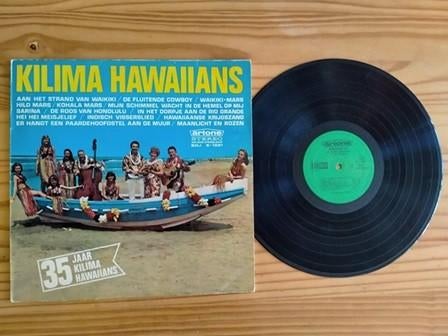 KILIMA HAWAIIANS
AAN HET STRAND VAN WAIKIKI / DE FLUITENDE COWBOY / WAIKIKI-MARS
HILO MARS / KOHALA MARS / MIJN SCHIMMEL WACHT IN DE HEMEL OP MIJ
SARINA / DE ROOS VAN HONOLULU / IN HET DORPJE AAN DE RIO GRANDE
HEI HEI MEISJELIEF / INDISCH VISSERSLIED / HAWAIIAANSE KRIJGSZANG
ER HANGT EEN PAARDEHOOFDSTEL AAN DE MUUR / MAANLICHT EN ROZEN
artone
STEREO
35 JAAR
KILIMA
HAWAIIANS
artone